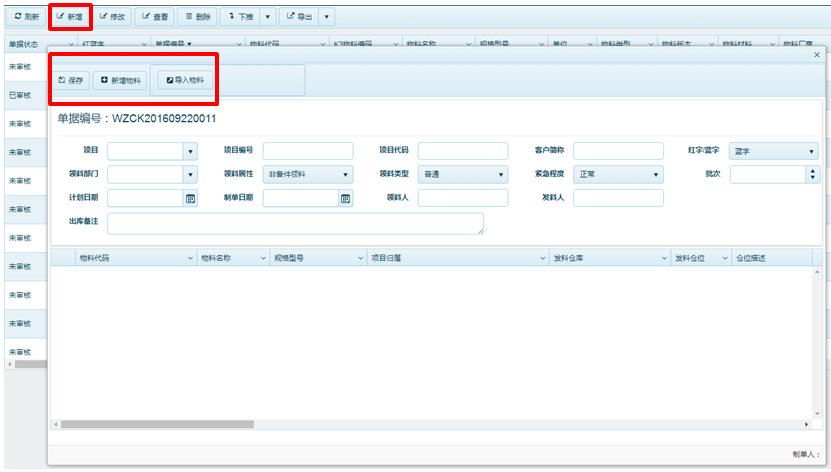 刷新 新增 修改 查看 删除 下推 导出
单据状态 红蓝字 单据编号 物料代码 K3物料编码 物料名称 规格型号 单位 物料类型 物料版本 物料材料 物料厂商
未审核
已审核
未审核
未审核
未审核
未审核
未审核
未审核
未审核
未审核
未审核
保存 新增物料 导入物料
单据编号：WZCK201609220011
项目 项目编号 项目代码 客户简称 红字/蓝字 蓝字
领料部门 领料属性 非备体领料 领料类型 普通 紧急程度 正常 批次
计划日期 制单日期 领料人 发料人
出库备注
物料代码 物料名称 规格型号 项目归属 发料仓库 发料仓位 仓位描述
制单人：